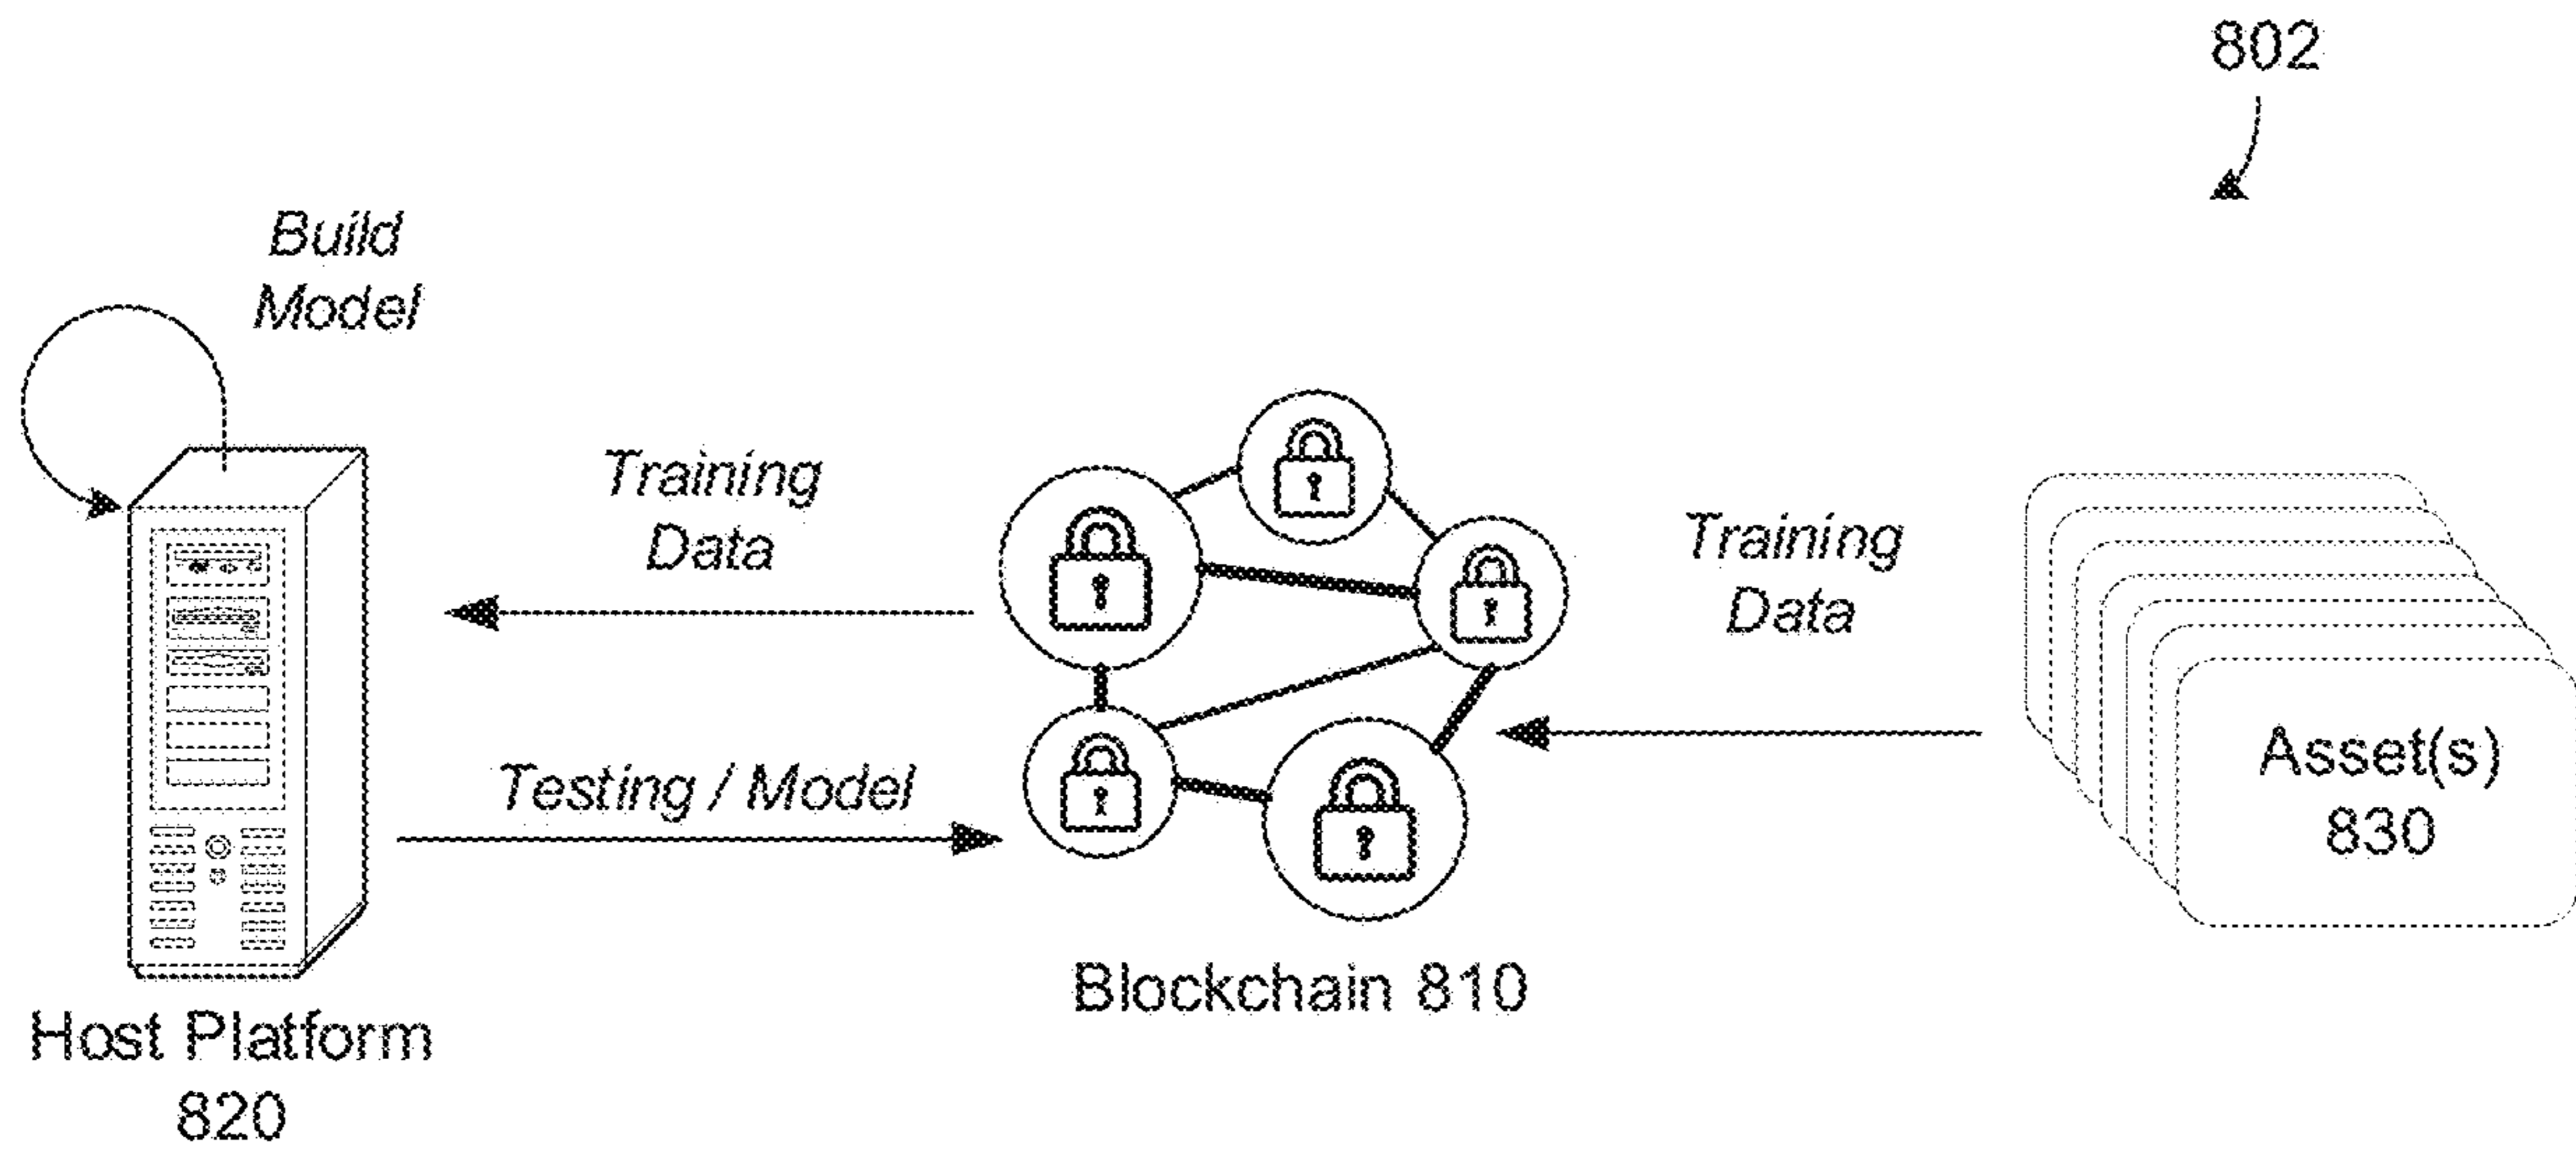 802
Build
Model
Training
Data
Training
Data
Testing / Model
Asset(s)
830
Blockchain 810
Host Platform
820